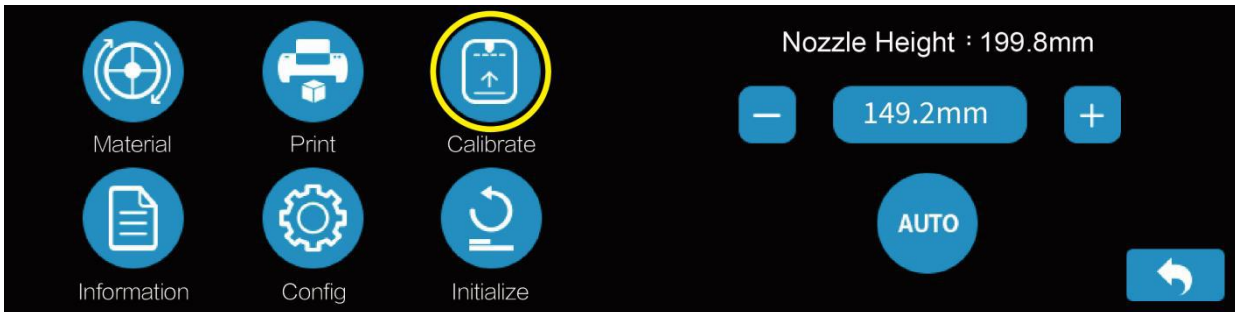 Material Print Calibrate
Information Config Initialize
Nozzle Height : 199.8mm
− 149.2mm +
AUTO